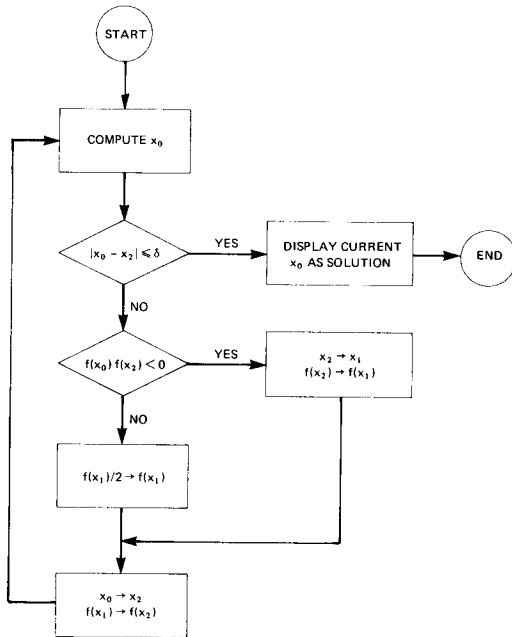 START
COMPUTE x₀
|x₀ − x₂| ⩽ δ
YES
DISPLAY CURRENT
x₀ AS SOLUTION
END
NO
f(x₀) f(x₂) < 0
YES
x₂ → x₁
f(x₂) → f(x₁)
NO
f(x₁)/2 → f(x₁)
x₀ → x₂
f(x₁) → f(x₂)